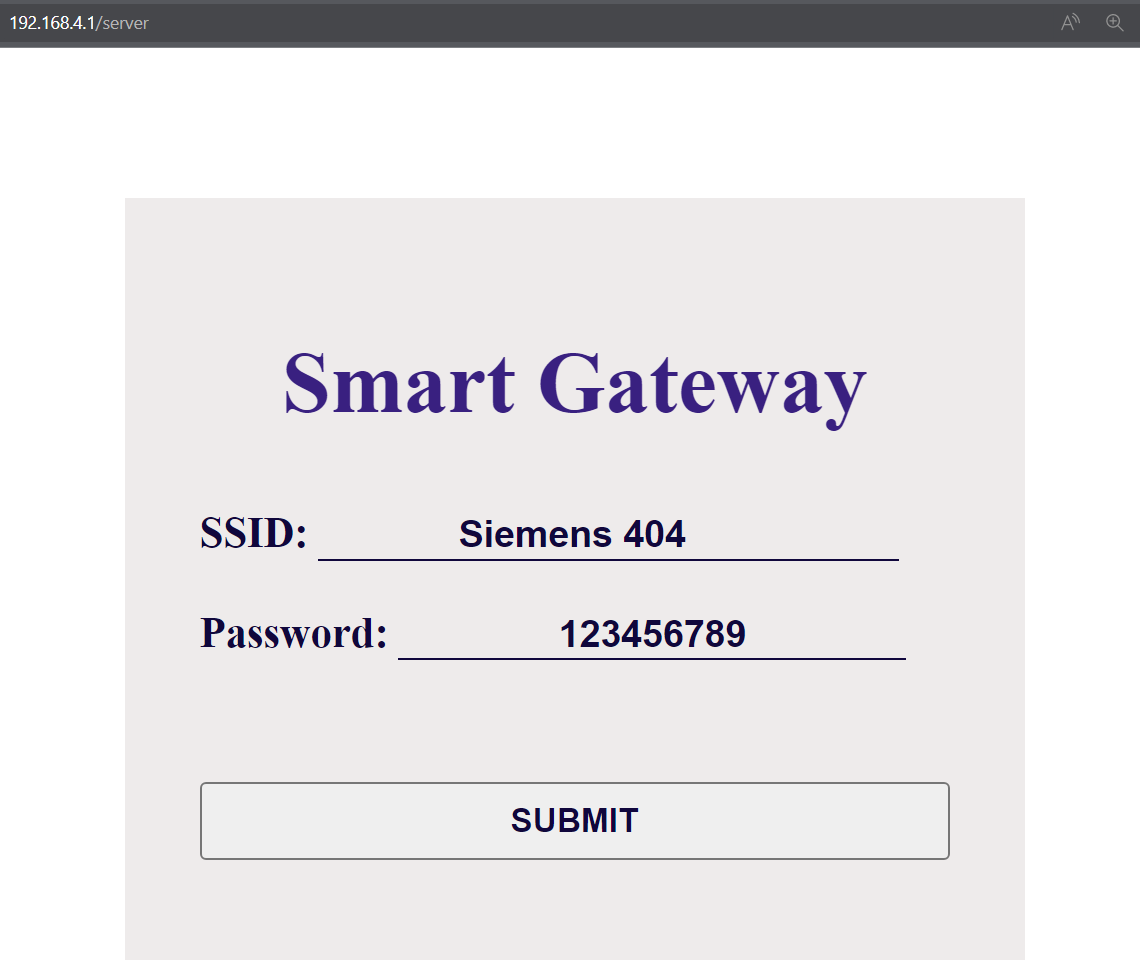 192.168.4.1/server
Smart Gateway
SSID: Siemens 404
Password: 123456789
SUBMIT